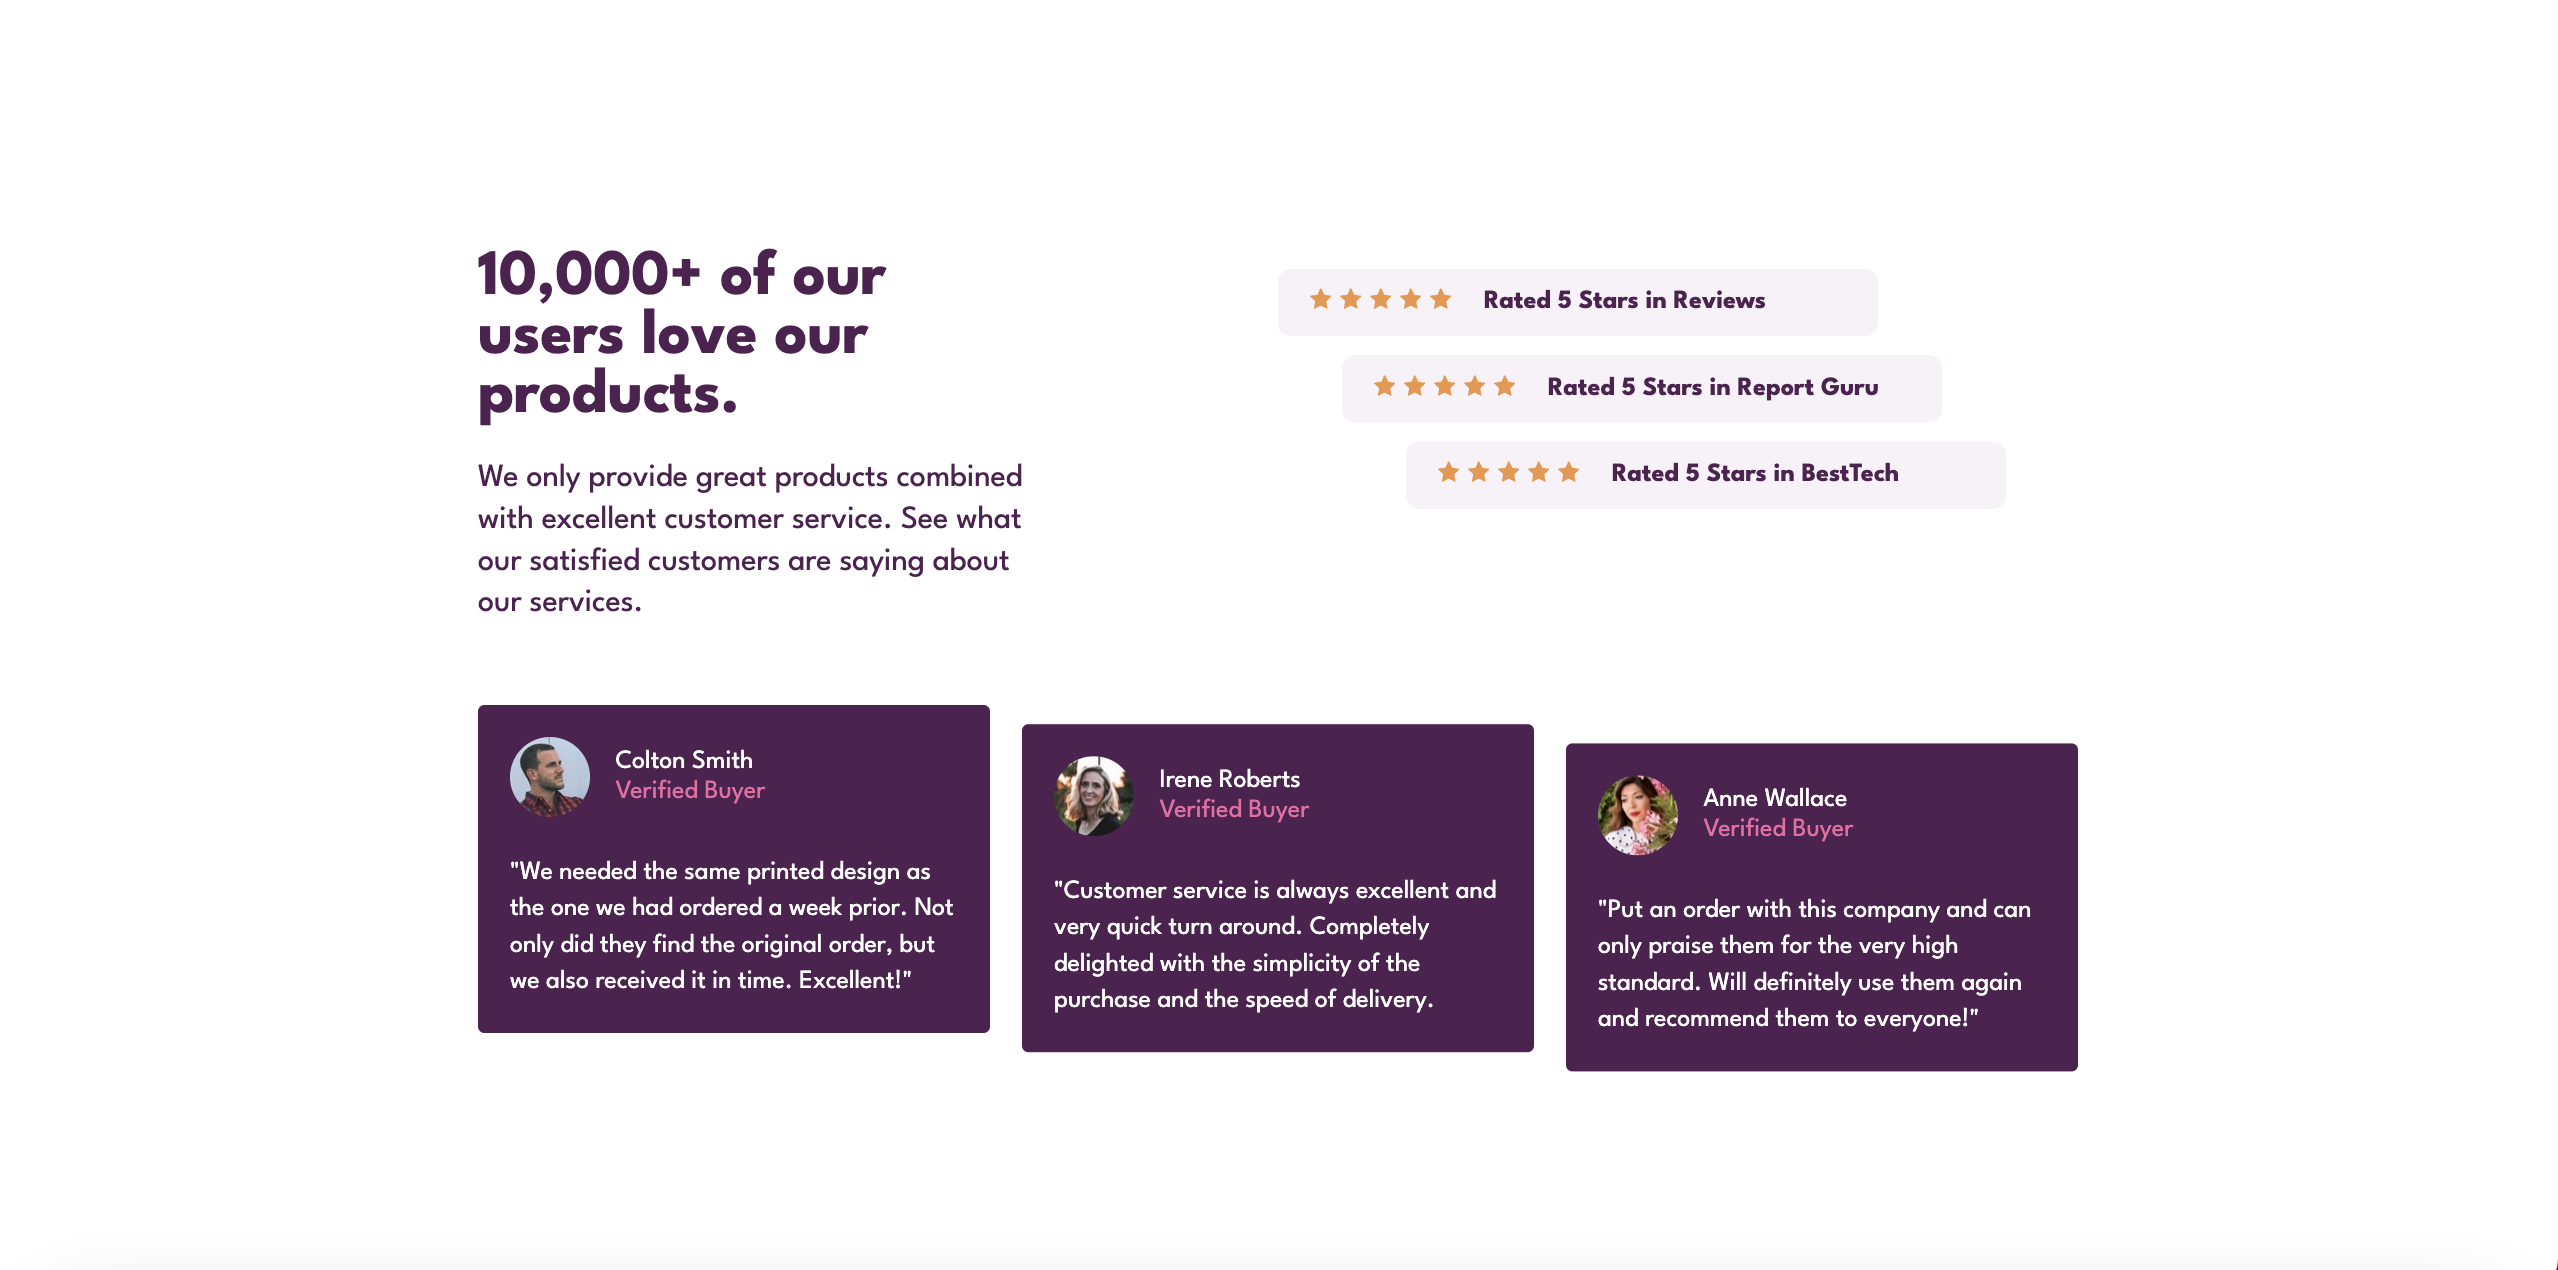 10,000+ of our
users love our
products.
We only provide great products combined
with excellent customer service. See what
our satisfied customers are saying about
our services.
Rated 5 Stars in Reviews
Rated 5 Stars in Report Guru
Rated 5 Stars in BestTech
Colton Smith
Verified Buyer
"We needed the same printed design as
the one we had ordered a week prior. Not
only did they find the original order, but
we also received it in time. Excellent!"
Irene Roberts
Verified Buyer
"Customer service is always excellent and
very quick turn around. Completely
delighted with the simplicity of the
purchase and the speed of delivery.
Anne Wallace
Verified Buyer
"Put an order with this company and can
only praise them for the very high
standard. Will definitely use them again
and recommend them to everyone!"